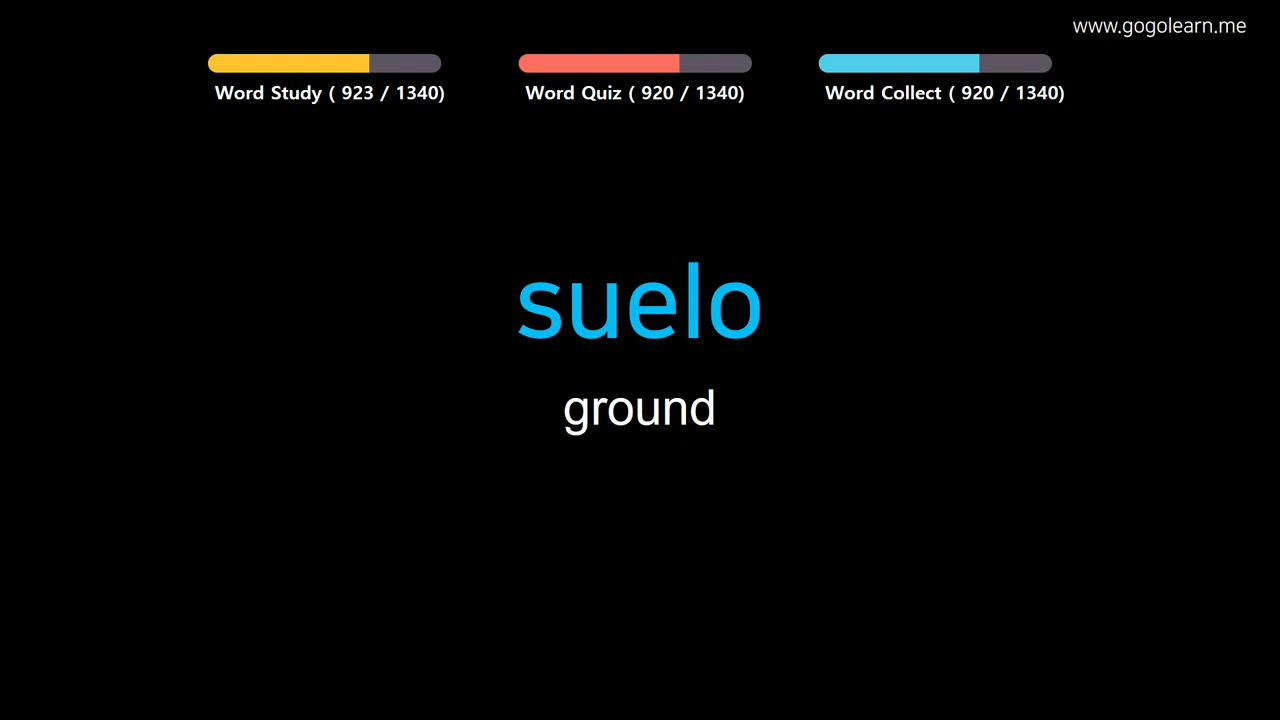 www.gogolearn.me
Word Study ( 923 / 1340)
Word Quiz ( 920 / 1340)
Word Collect ( 920 / 1340)
suelo
ground